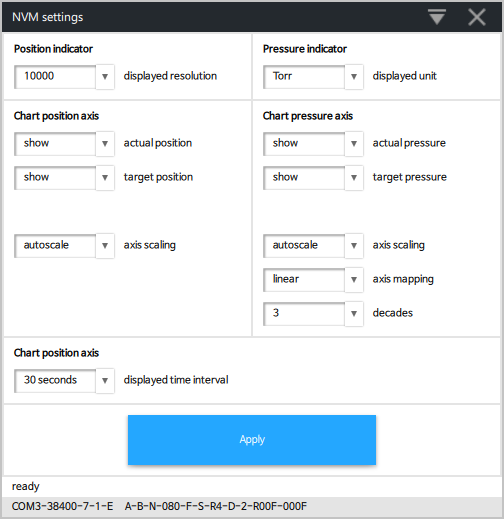 NVM settings
Position indicator
10000 displayed resolution
Pressure indicator
Torr displayed unit
Chart position axis
show actual position
show target position
autoscale axis scaling
Chart pressure axis
show actual pressure
show target pressure
autoscale axis scaling
linear axis mapping
3 decades
Chart position axis
30 seconds displayed time interval
Apply
ready
COM3-38400-7-1-E A-B-N-080-F-S-R4-D-2-R00F-000F